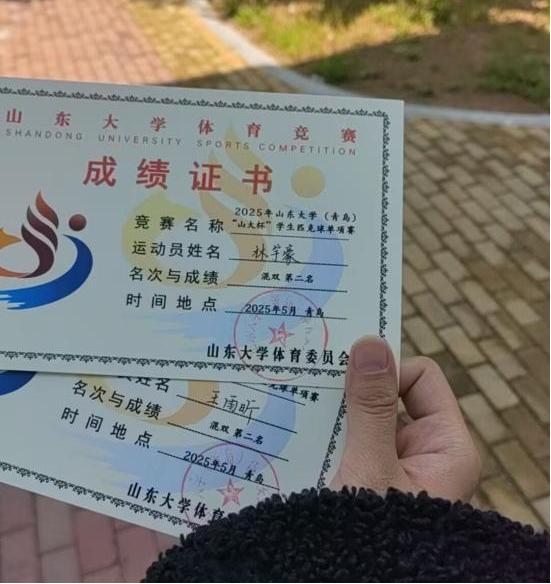 山东大学体育竞赛
SHANDONG UNIVERSITY SPORTS COMPETITION
成绩证书
竞赛名称 2025年山东大学（青岛）
“山大杯”学生匹克球单项赛
运动员姓名 林宇豪
名次与成绩 混双 第二名
时间地点 2025年5月 青岛
山东大学体育委员会
姓名 王雨昕
球单项赛
名次与成绩 混双 第二名
时间地点 2025年5月 青岛
山东大学体育